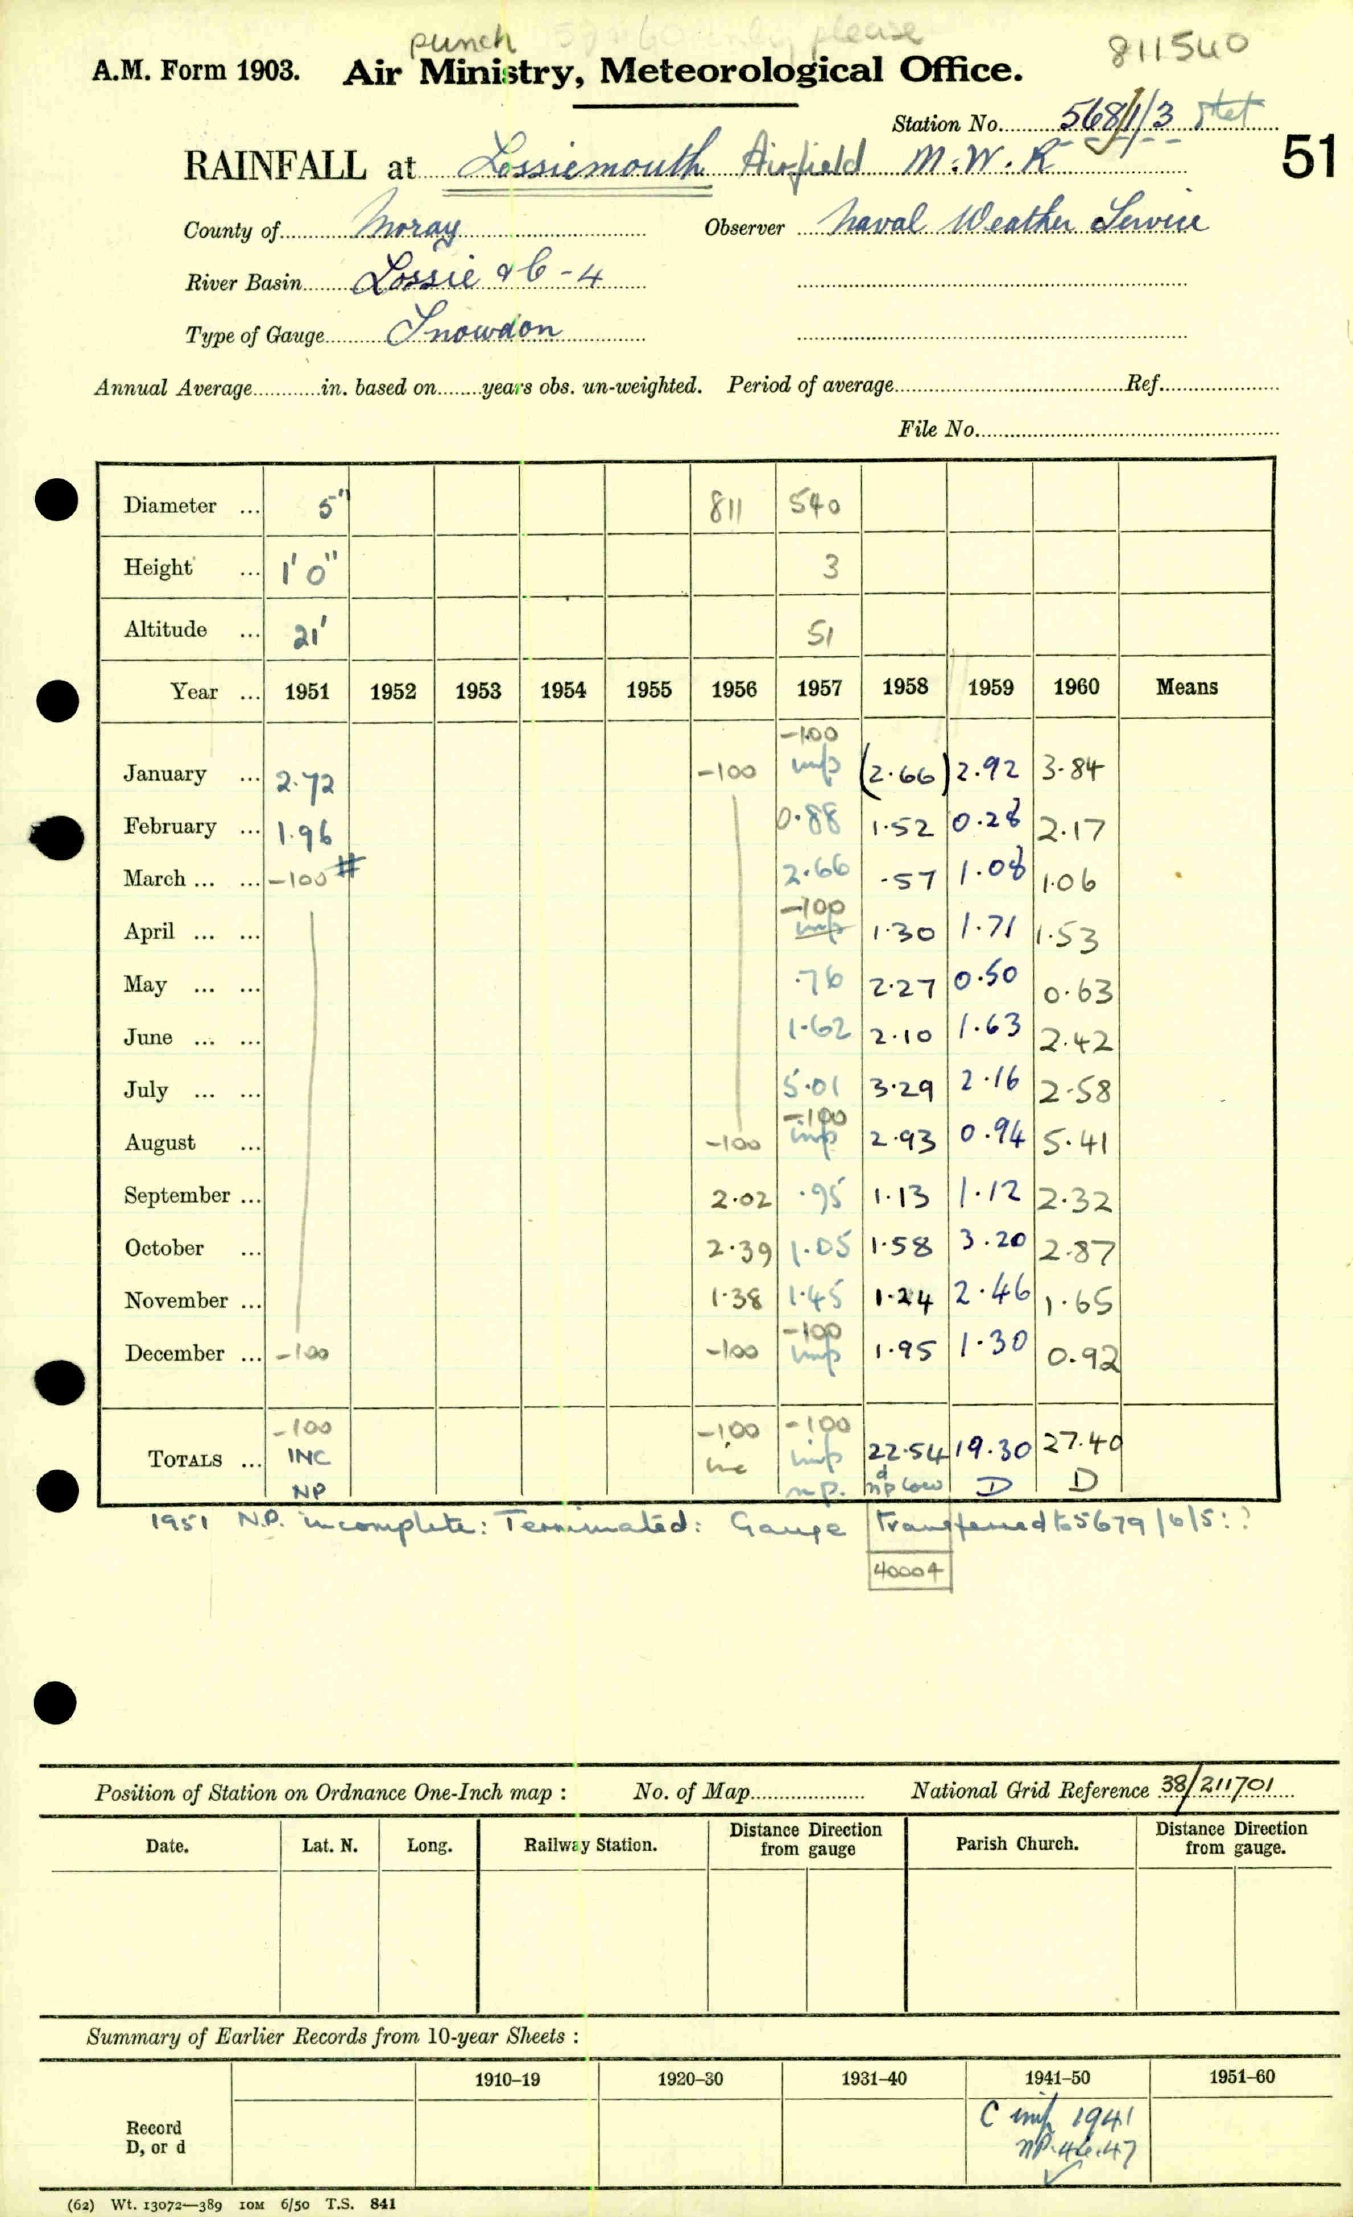 punch 57 & 60 only please
811540
A.M. Form 1903. Air Ministry, Meteorological Office.
Station No. 568/1/3 stet
RAINFALL at Lossiemouth Airfield M.W.R
51
County of Moray Observer Naval Weather Service
River Basin Lossie &C - 4
Type of Gauge Snowdon
Annual Average in. based on years obs. un-weighted. Period of average Ref.
File No.
Diameter ... 5" 811 540
Height ... 1' 0" 3
Altitude ... 21' 51
Year ... 1951 1952 1953 1954 1955 1956 1957 1958 1959 1960 Means
-100
January ... 2.72 -100 imp (2.66) 2.92 3.84
February ... 1.96 0.88 1.52 0.28 2.17
March ... ... -100 # 2.66 .57 1.08 1.06
-100
April ... ... imp 1.30 1.71 1.53
May ... ... .76 2.27 0.50 0.63
June ... ... 1.62 2.10 1.63 2.42
July ... ... 5.01 3.29 2.16 2.58
-100
August ... -100 imp 2.93 0.94 5.41
September ... 2.02 .95 1.13 1.12 2.32
October ... 2.39 1.05 1.58 3.20 2.87
November ... 1.38 1.45 1.24 2.46 1.65
-100
December ... -100 -100 imp 1.95 1.30 0.92
-100 -100 -100
TOTALS ... INC inc imp 22.54 19.30 27.40
NP n.p. d np low D D
1951 N.P. incomplete: Terminated: Gauge transferred to 5679/6/5: ?
40004
Position of Station on Ordnance One-Inch map : No. of Map National Grid Reference 38/211701
Date. Lat. N. Long. Railway Station. Distance Direction from gauge Parish Church. Distance Direction from gauge.
Summary of Earlier Records from 10-year Sheets :
1910–19 1920–30 1931–40 1941–50 1951–60
Record
D, or d
C imp 1941
NP. 46.47
(62) Wt. 13072—389 10M 6/50 T.S. 841